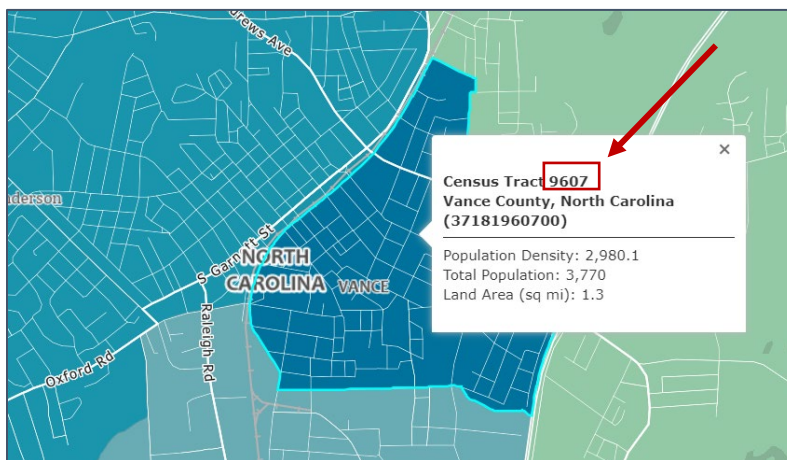 drews Ave
derson
S Garnett St
NORTH
CAROLINA
VANCE
Raleigh Rd
Oxford Rd
×
Census Tract 9607
Vance County, North Carolina
(37181960700)
Population Density: 2,980.1
Total Population: 3,770
Land Area (sq mi): 1.3